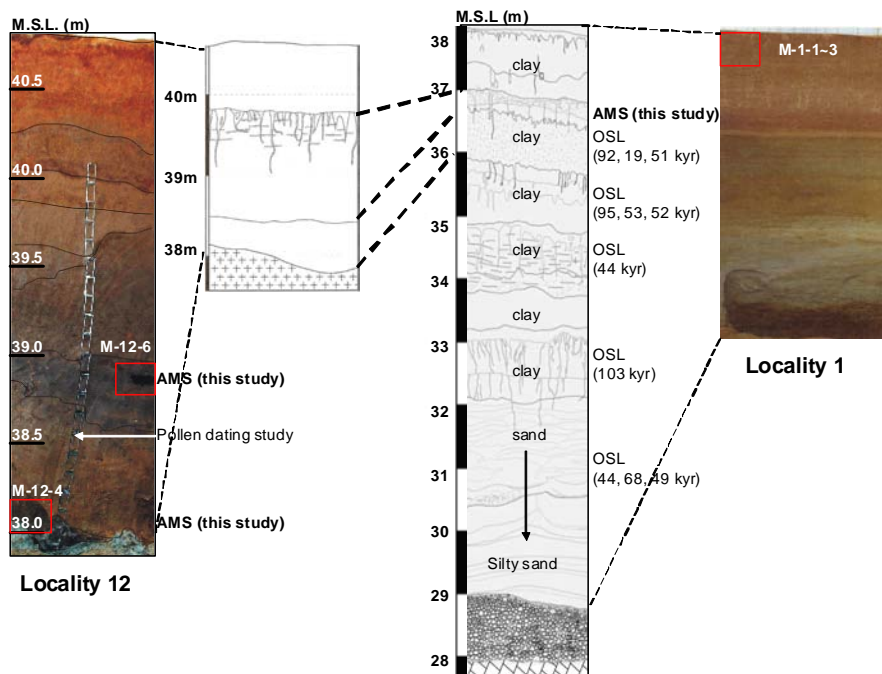 M.S.L. (m)
40.5
40.0
39.5
39.0
M-12-6
AMS (this study)
Pollen dating study
38.5
M-12-4
38.0
AMS (this study)
Locality 12
40m
39m
38m
M.S.L (m)
38
37
36
35
34
33
32
31
30
29
28
clay
clay
clay
clay
clay
clay
sand
Silty sand
AMS (this study)
OSL
(92, 19, 51 kyr)
OSL
(95, 53, 52 kyr)
OSL
(44 kyr)
OSL
(103 kyr)
OSL
(44, 68, 49 kyr)
M-1-1~3
Locality 1